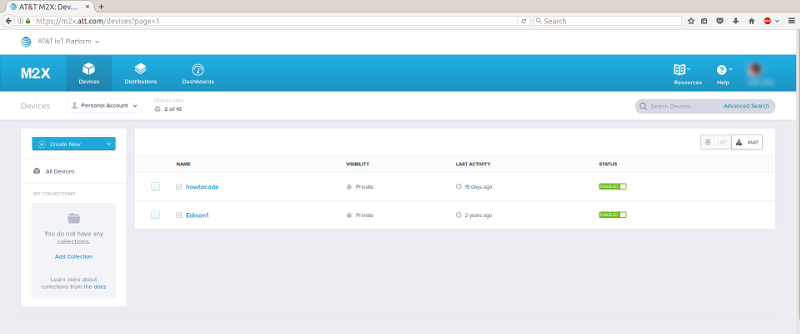 AT&T M2X: Dev... ×
https://m2x.att.com/devices?page=1
Search
AT&T IoT Platform
M2X
Devices
Distributions
Dashboards
Resources
Help
Devices
Personal Account
DEVICES USED
2 of 10
Search Devices...
Advanced Search
Create New
All Devices
MY COLLECTIONS
You do not have any
collections.
Add Collection
Learn more about
collections from the docs
LIST
MAP
NAME
VISIBILITY
LAST ACTIVITY
STATUS
howtocode
Private
19 days ago
ENABLED
Edison1
Private
2 years ago
ENABLED